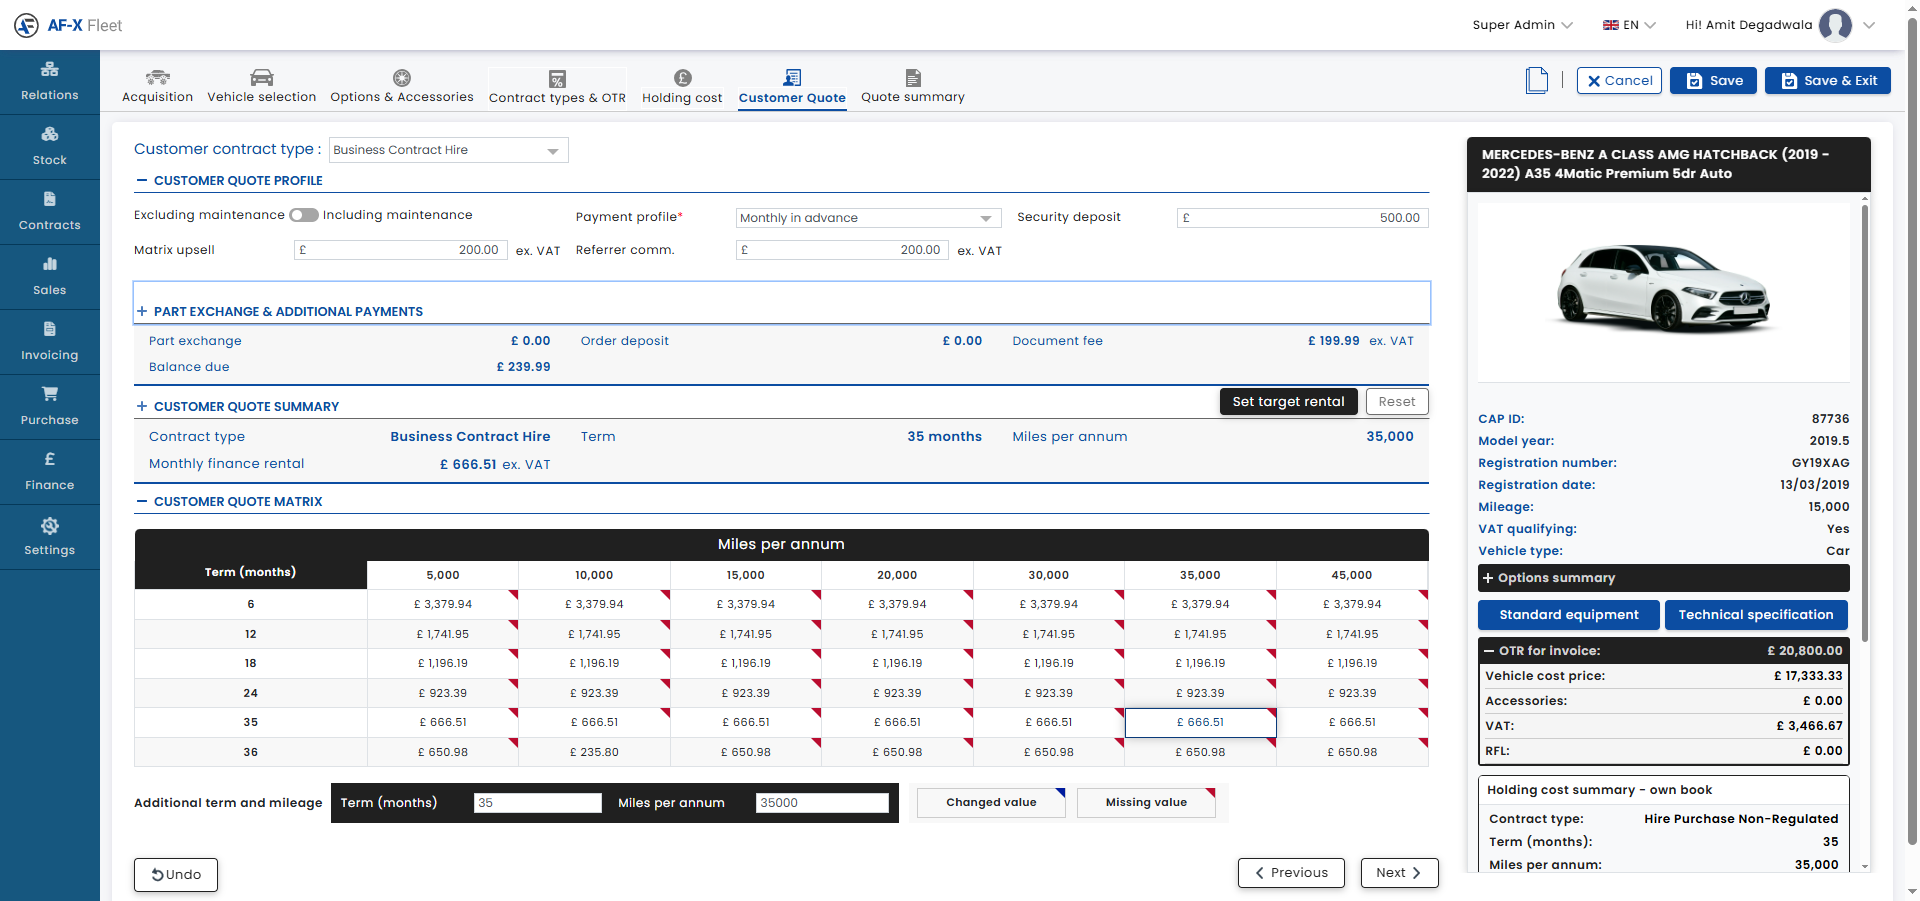 AF-X Fleet
Super Admin
EN
Hi! Amit Degadwala
Relations
Stock
Contracts
Sales
Invoicing
Purchase
£
Finance
Settings
Acquisition
Vehicle selection
Options & Accessories
Contract types & OTR
Holding cost
Customer Quote
Quote summary
Cancel
Save
Save & Exit
Customer contract type : Business Contract Hire
CUSTOMER QUOTE PROFILE
Excluding maintenance Including maintenance
Payment profile* Monthly in advance
Security deposit £ 500.00
Matrix upsell £ 200.00 ex. VAT
Referrer comm. £ 200.00 ex. VAT
+ PART EXCHANGE & ADDITIONAL PAYMENTS
Part exchange £ 0.00 Order deposit £ 0.00 Document fee £ 199.99 ex. VAT
Balance due £ 239.99
+ CUSTOMER QUOTE SUMMARY
Set target rental Reset
Contract type Business Contract Hire Term 35 months Miles per annum 35,000
Monthly finance rental £ 666.51 ex. VAT
CUSTOMER QUOTE MATRIX
Miles per annum
Term (months) 5,000 10,000 15,000 20,000 30,000 35,000 45,000
6 £ 3,379.94 £ 3,379.94 £ 3,379.94 £ 3,379.94 £ 3,379.94 £ 3,379.94 £ 3,379.94
12 £ 1,741.95 £ 1,741.95 £ 1,741.95 £ 1,741.95 £ 1,741.95 £ 1,741.95 £ 1,741.95
18 £ 1,196.19 £ 1,196.19 £ 1,196.19 £ 1,196.19 £ 1,196.19 £ 1,196.19 £ 1,196.19
24 £ 923.39 £ 923.39 £ 923.39 £ 923.39 £ 923.39 £ 923.39 £ 923.39
35 £ 666.51 £ 666.51 £ 666.51 £ 666.51 £ 666.51 £ 666.51 £ 666.51
36 £ 650.98 £ 235.80 £ 650.98 £ 650.98 £ 650.98 £ 650.98 £ 650.98
Additional term and mileage Term (months) 35 Miles per annum 35000
Changed value Missing value
Undo
Previous
Next
MERCEDES-BENZ A CLASS AMG HATCHBACK (2019 -
2022) A35 4Matic Premium 5dr Auto
CAP ID: 87736
Model year: 2019.5
Registration number: GY19XAG
Registration date: 13/03/2019
Mileage: 15,000
VAT qualifying: Yes
Vehicle type: Car
+ Options summary
Standard equipment Technical specification
OTR for invoice: £ 20,800.00
Vehicle cost price: £ 17,333.33
Accessories: £ 0.00
VAT: £ 3,466.67
RFL: £ 0.00
Holding cost summary - own book
Contract type: Hire Purchase Non-Regulated
Term (months): 35
Miles per annum: 35,000